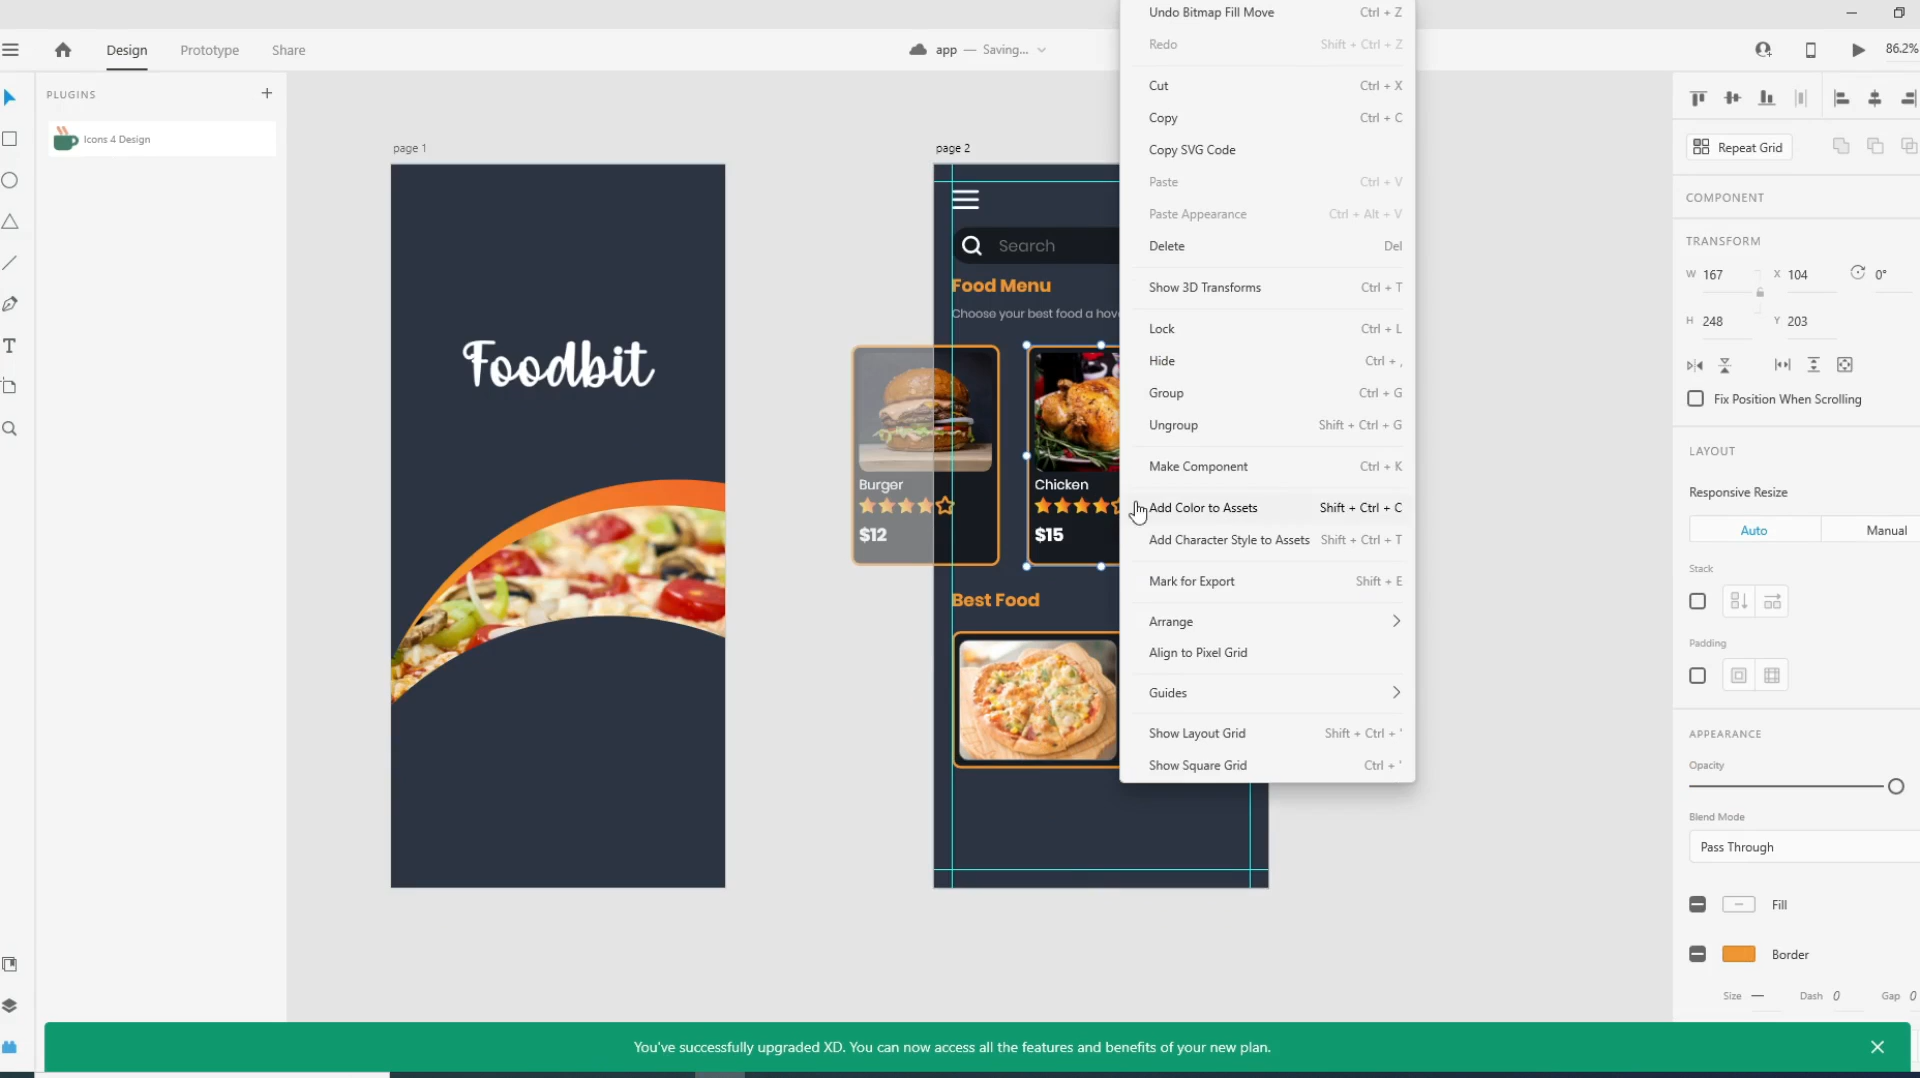 Design
Prototype
Share
app — Saving...
86.2%
PLUGINS
Icons 4 Design
page 1
Foodbit
page 2
Search
Food Menu
Choose your best food a hov
Burger
$12
Chicken
$15
Best Food
Undo Bitmap Fill Move Ctrl + Z
Redo Shift + Ctrl + Z
Cut Ctrl + X
Copy Ctrl + C
Copy SVG Code
Paste Ctrl + V
Paste Appearance Ctrl + Alt + V
Delete Del
Show 3D Transforms Ctrl + T
Lock Ctrl + L
Hide Ctrl + ,
Group Ctrl + G
Ungroup Shift + Ctrl + G
Make Component Ctrl + K
Add Color to Assets Shift + Ctrl + C
Add Character Style to Assets Shift + Ctrl + T
Mark for Export Shift + E
Arrange
Align to Pixel Grid
Guides
Show Layout Grid Shift + Ctrl + '
Show Square Grid Ctrl + '
Repeat Grid
COMPONENT
TRANSFORM
W 167 X 104 0°
H 248 Y 203
Fix Position When Scrolling
LAYOUT
Responsive Resize
Auto Manual
Stack
Padding
APPEARANCE
Opacity
Blend Mode
Pass Through
Fill
Border
Size — Dash 0 Gap 0
You've successfully upgraded XD. You can now access all the features and benefits of your new plan.